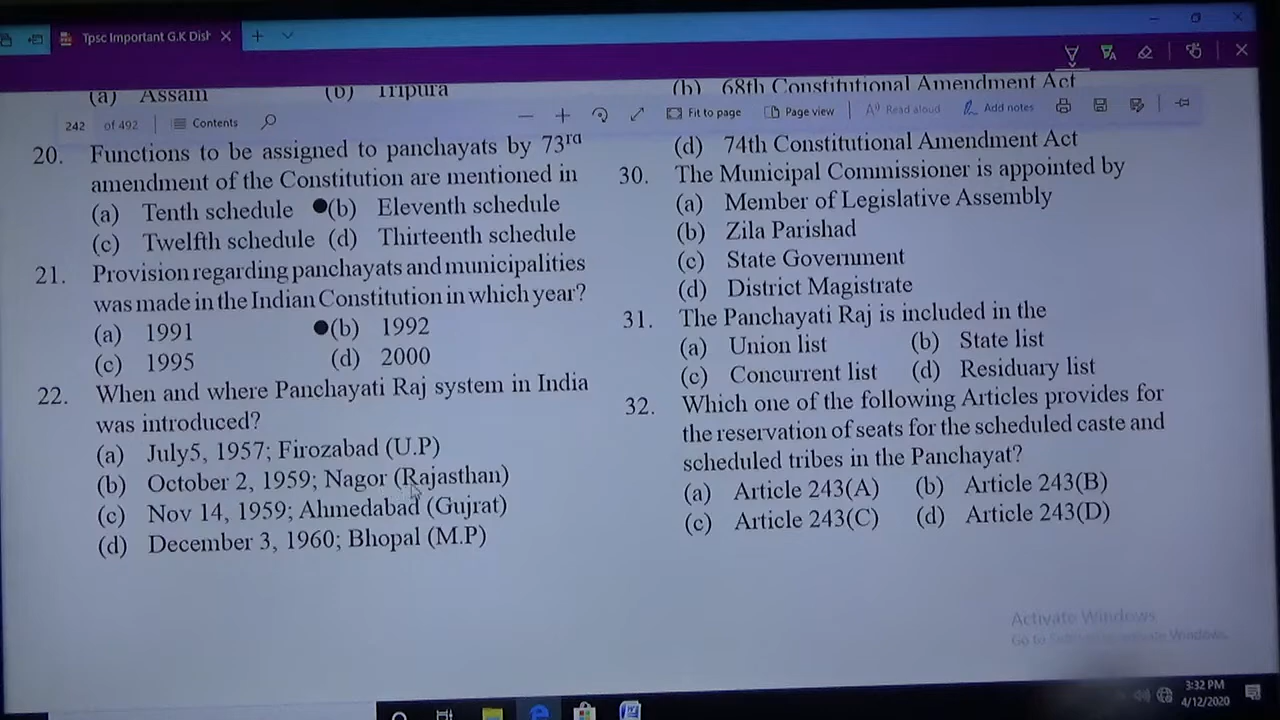 Tpsc Important G.K Dist
(a) Assam (b) Tripura
(b) 68th Constitutional Amendment Act
242 of 492 Contents
Fit to page Page view Read aloud Add notes
20. Functions to be assigned to panchayats by 73rd
amendment of the Constitution are mentioned in
(a) Tenth schedule (b) Eleventh schedule
(c) Twelfth schedule (d) Thirteenth schedule
21. Provision regarding panchayats and municipalities
was made in the Indian Constitution in which year?
(a) 1991 (b) 1992
(c) 1995 (d) 2000
22. When and where Panchayati Raj system in India
was introduced?
(a) July5, 1957; Firozabad (U.P)
(b) October 2, 1959; Nagor (Rajasthan)
(c) Nov 14, 1959; Ahmedabad (Gujrat)
(d) December 3, 1960; Bhopal (M.P)
(d) 74th Constitutional Amendment Act
30. The Municipal Commissioner is appointed by
(a) Member of Legislative Assembly
(b) Zila Parishad
(c) State Government
(d) District Magistrate
31. The Panchayati Raj is included in the
(a) Union list (b) State list
(c) Concurrent list (d) Residuary list
32. Which one of the following Articles provides for
the reservation of seats for the scheduled caste and
scheduled tribes in the Panchayat?
(a) Article 243(A) (b) Article 243(B)
(c) Article 243(C) (d) Article 243(D)
Activate Windows
Go to Windows.
3:32 PM
4/12/2020